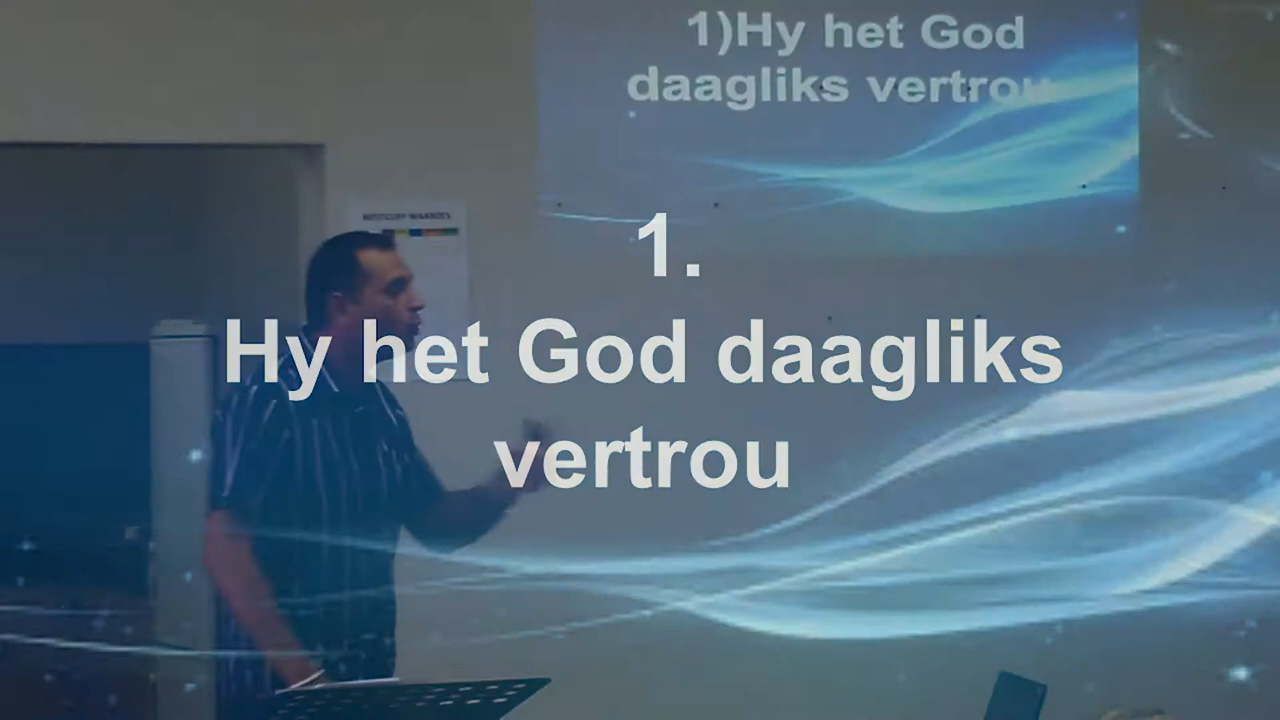 1)Hy het God
daagliks vertrou
1.
Hy het God daagliks
vertrou